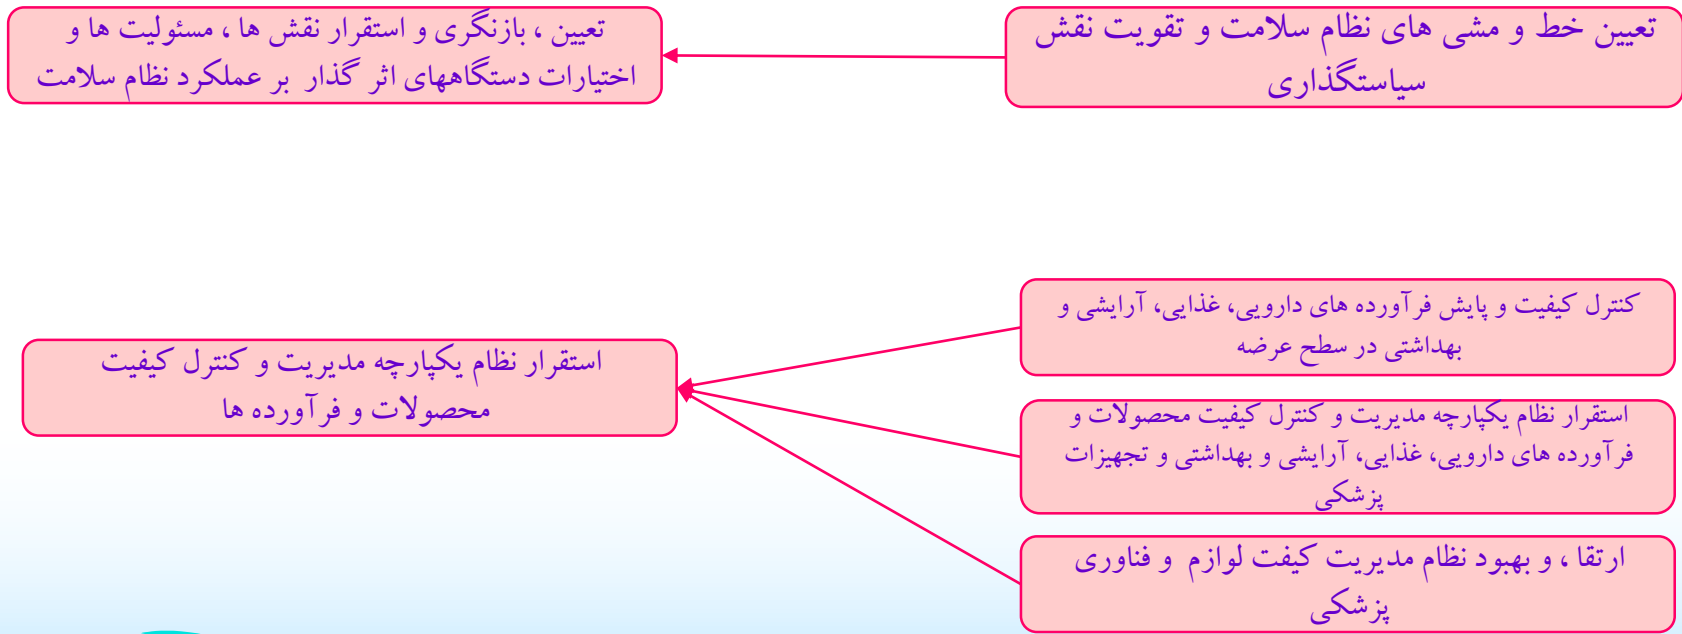 تعیین خط و مشی های نظام سلامت و تقویت نقش
سیاستگذاری
تعیین ، بازنگری و استقرار نقش ها ، مسئولیت ها و
اختیارات دستگاههای اثر گذار بر عملکرد نظام سلامت
کنترل کیفیت و پایش فرآورده های دارویی، غذایی، آرایشی و
بهداشتی در سطح عرضه
استقرار نظام یکپارچه مدیریت و کنترل کیفیت محصولات و
فرآورده های دارویی، غذایی، آرایشی و بهداشتی و تجهیزات
پزشکی
ارتقا ، و بهبود نظام مدیریت کیفت لوازم و فناوری
پزشکی
استقرار نظام یکپارچه مدیریت و کنترل کیفیت
محصولات و فرآورده ها